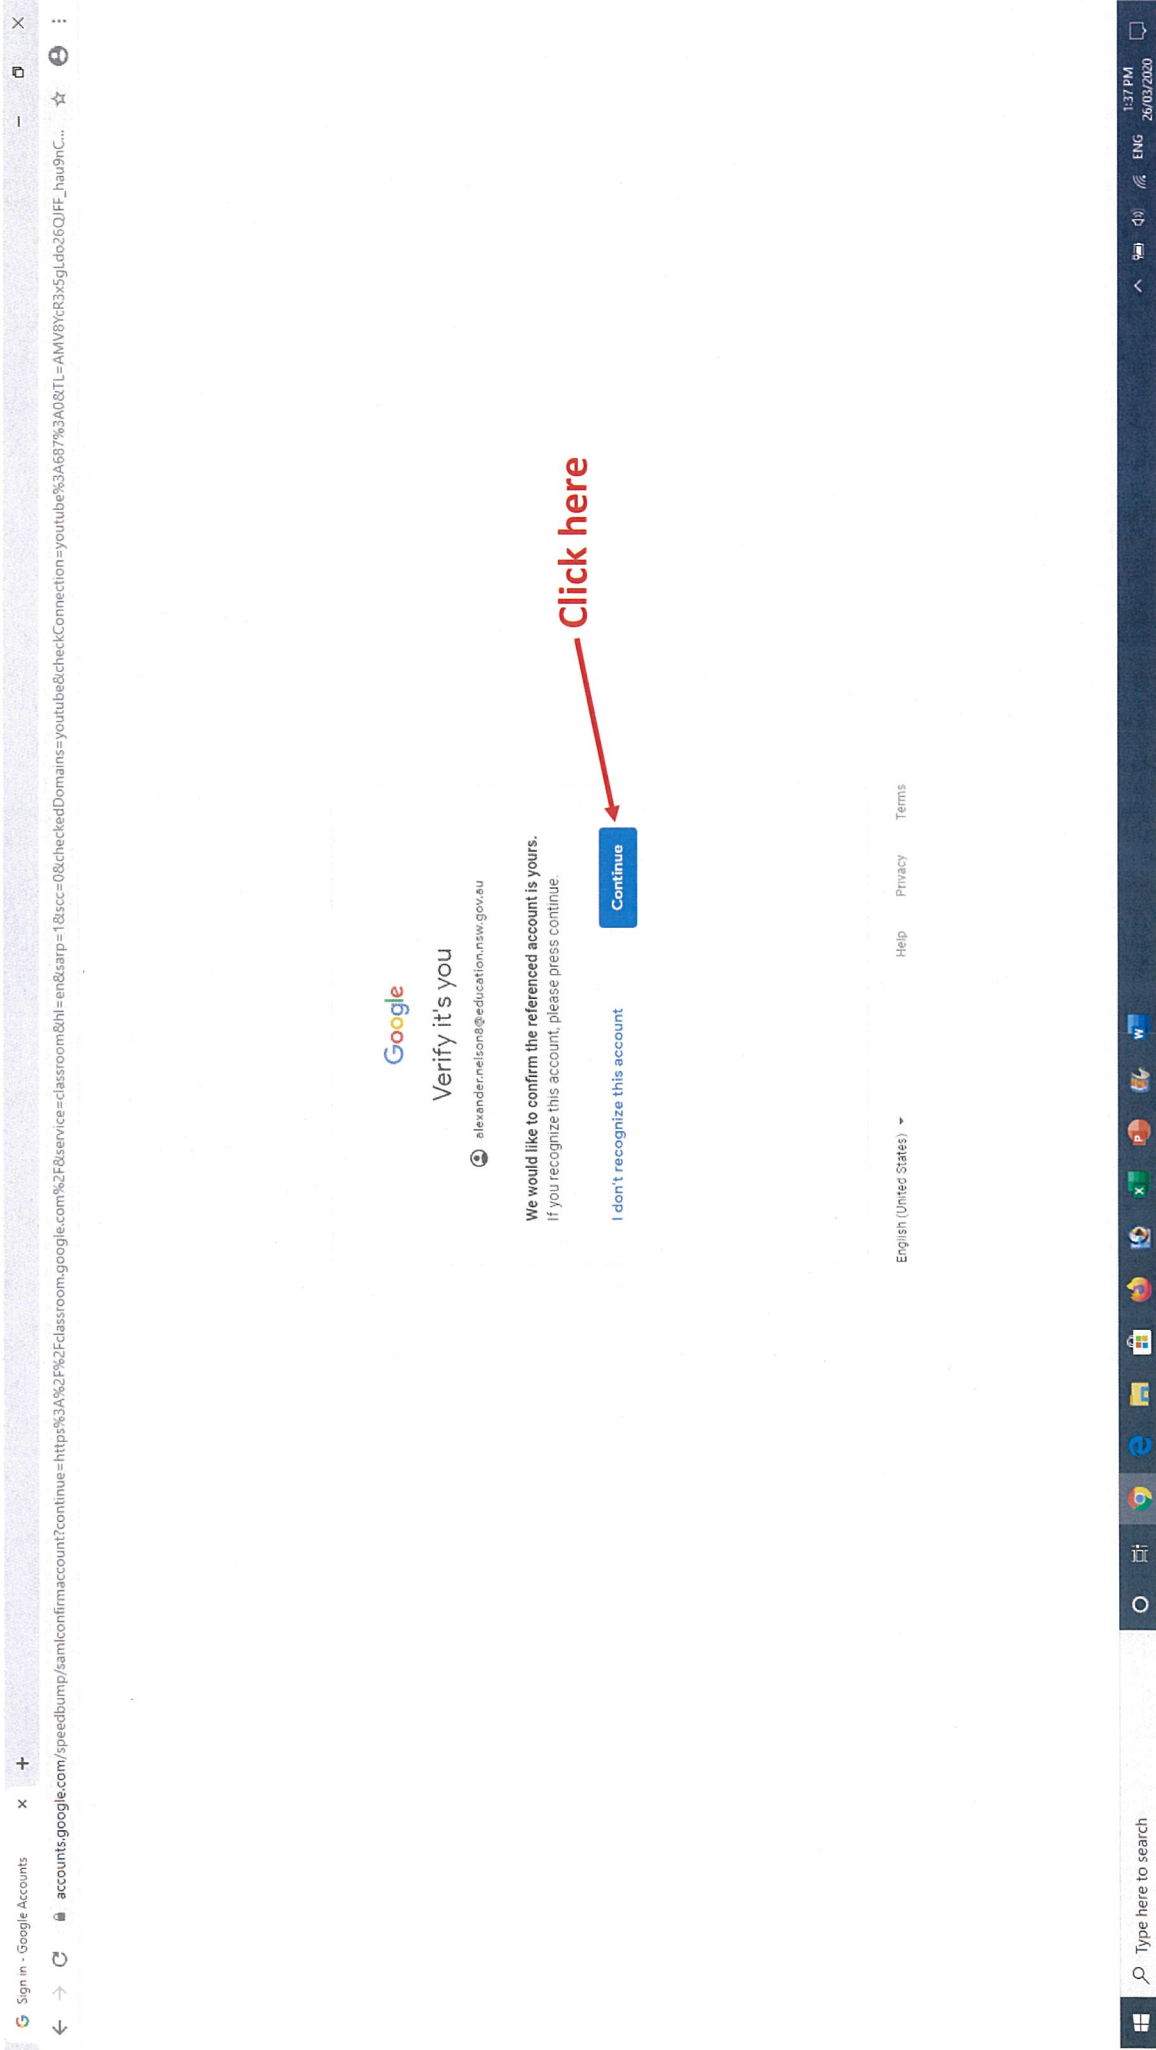 Sign in - Google Accounts
accounts.google.com/speedbump/samlconfirmaccount?continue=https%3A%2F%2Fclassroom.google.com%2F&service=classroom&hl=en&sarp=1&scc=0&checkedDomains=youtube&checkConnection=youtube%3A687%3A0&TL=AMV8YcR3x5gLdo26QJFF_hau9nC...
Google
Verify it's you
alexander.nelson8@education.nsw.gov.au
We would like to confirm the referenced account is yours.
If you recognize this account, please press continue.
Click here
I don't recognize this account
Continue
English (United States)
Help
Privacy
Terms
Type here to search
ENG
1:37 PM
26/03/2020